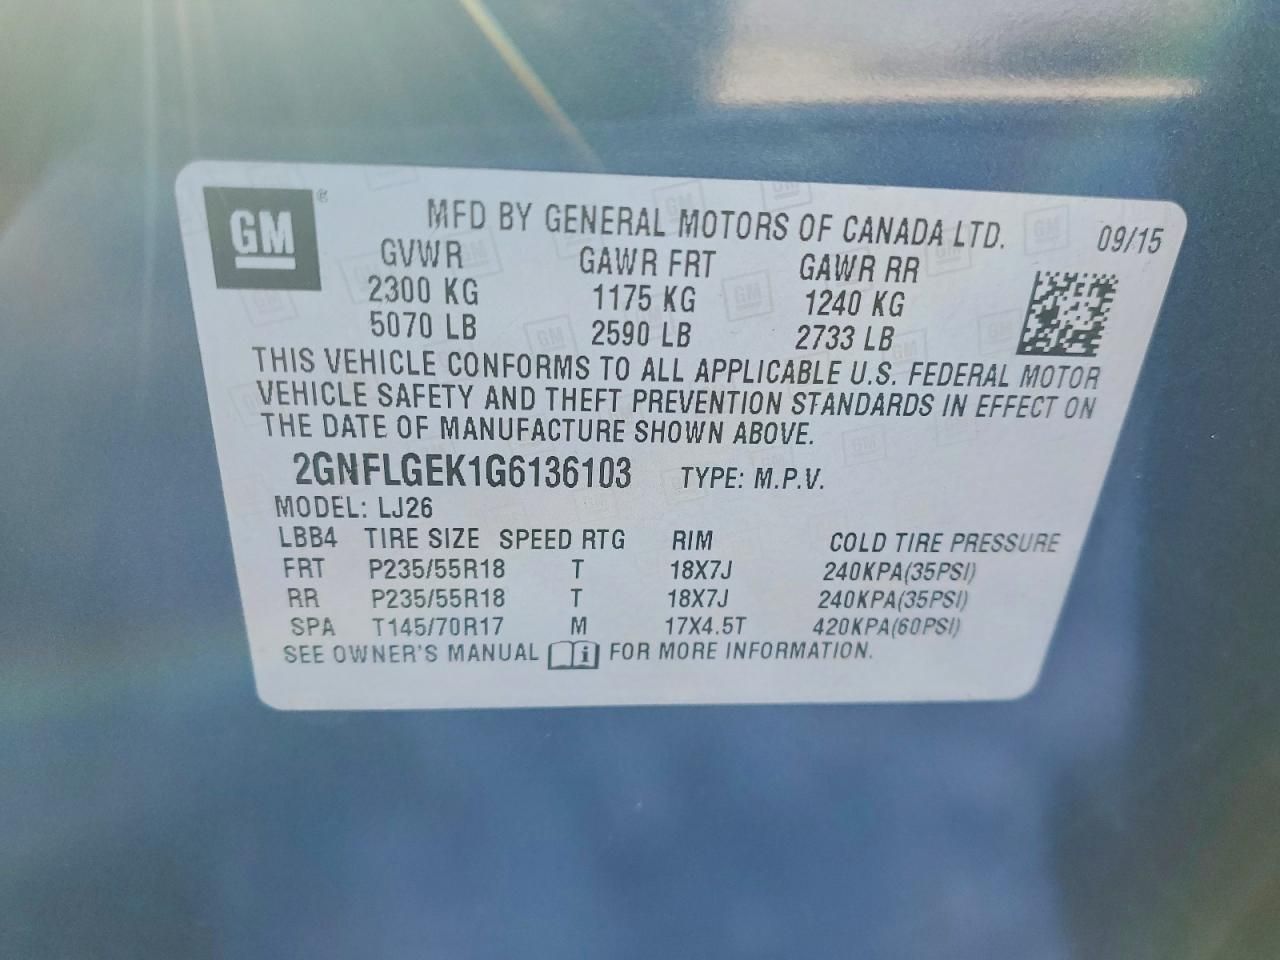 GM®
MFD BY GENERAL MOTORS OF CANADA LTD. 09/15
GVWR GAWR FRT GAWR RR
2300 KG 1175 KG 1240 KG
5070 LB 2590 LB 2733 LB
THIS VEHICLE CONFORMS TO ALL APPLICABLE U.S. FEDERAL MOTOR
VEHICLE SAFETY AND THEFT PREVENTION STANDARDS IN EFFECT ON
THE DATE OF MANUFACTURE SHOWN ABOVE.
2GNFLGEK1G6136103 TYPE: M.P.V.
MODEL: LJ26
LBB4 TIRE SIZE SPEED RTG RIM COLD TIRE PRESSURE
FRT P235/55R18 T 18X7J 240KPA(35PSI)
RR P235/55R18 T 18X7J 240KPA(35PSI)
SPA T145/70R17 M 17X4.5T 420KPA(60PSI)
SEE OWNER'S MANUAL i FOR MORE INFORMATION.